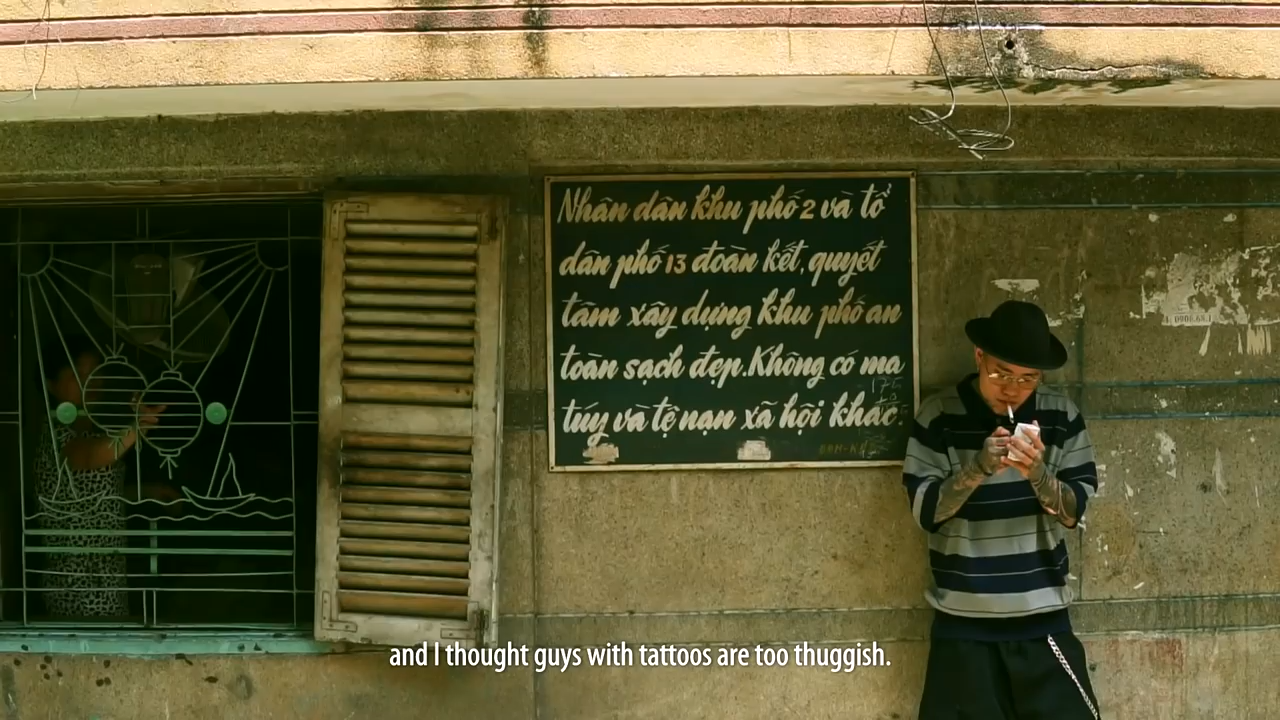 Nhân dân khu phố 2 và tổ
dân phố 13 đoàn kết, quyết
tâm xây dựng khu phố an
toàn sạch đẹp. Không có ma
túy và tệ nạn xã hội khác.
and I thought guys with tattoos are too thuggish.